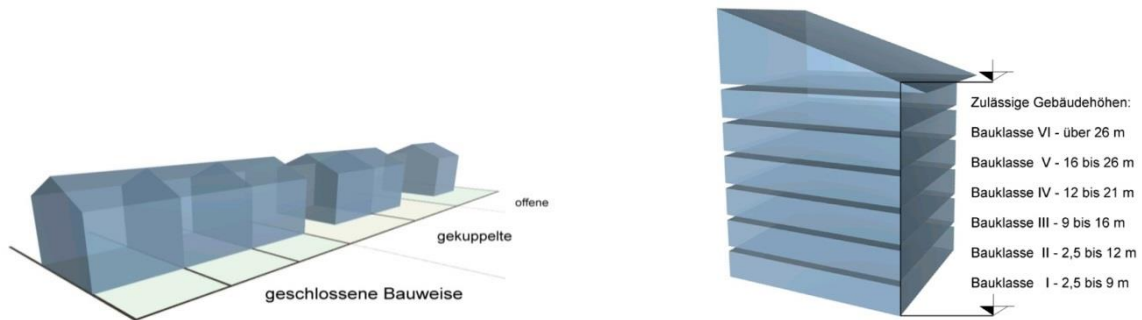 offene
gekuppelte
geschlossene Bauweise
Zulässige Gebäudehöhen:
Bauklasse VI - über 26 m
Bauklasse V - 16 bis 26 m
Bauklasse IV - 12 bis 21 m
Bauklasse III - 9 bis 16 m
Bauklasse II - 2,5 bis 12 m
Bauklasse I - 2,5 bis 9 m